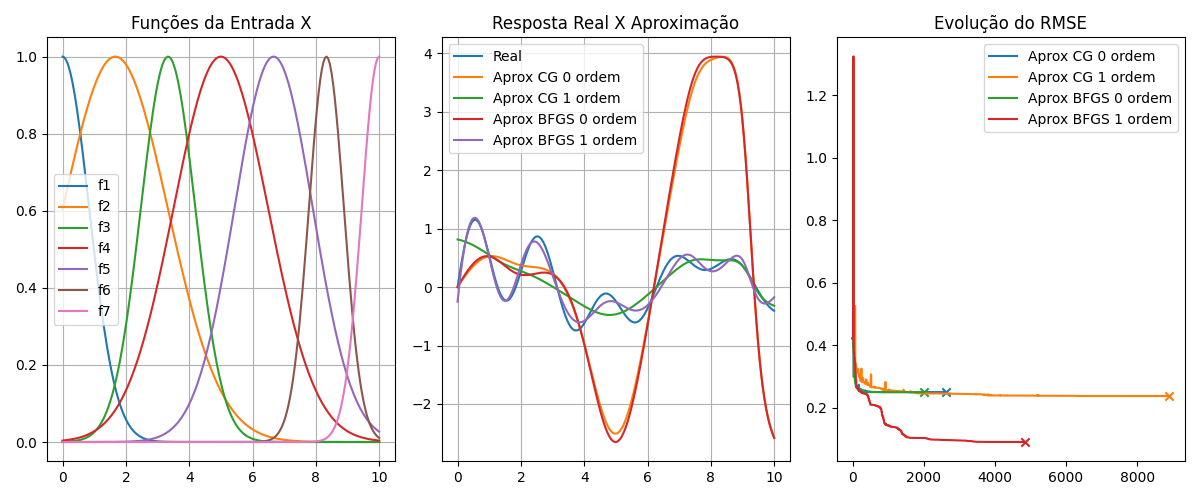 Funções da Entrada X
1.0
0.8
0.6
0.4
0.2
0.0
f1
f2
f3
f4
f5
f6
f7
0 2 4 6 8 10
Resposta Real X Aproximação
4
3
2
1
0
−1
−2
Real
Aprox CG 0 ordem
Aprox CG 1 ordem
Aprox BFGS 0 ordem
Aprox BFGS 1 ordem
0 2 4 6 8 10
Evolução do RMSE
1.2
1.0
0.8
0.6
0.4
0.2
Aprox CG 0 ordem
Aprox CG 1 ordem
Aprox BFGS 0 ordem
Aprox BFGS 1 ordem
0 2000 4000 6000 8000